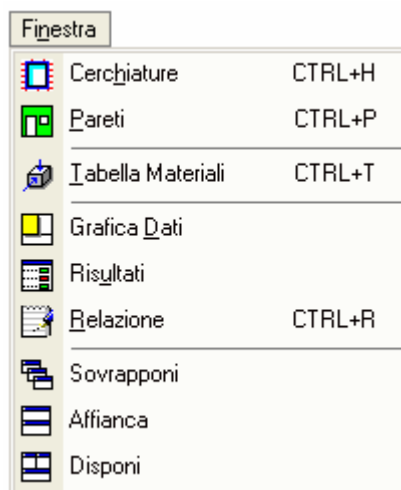 Finestra
Cerchiature CTRL+H
Pareti CTRL+P
Tabella Materiali CTRL+T
Grafica Dati
Risultati
Relazione CTRL+R
Sovrapponi
Affianca
Disponi